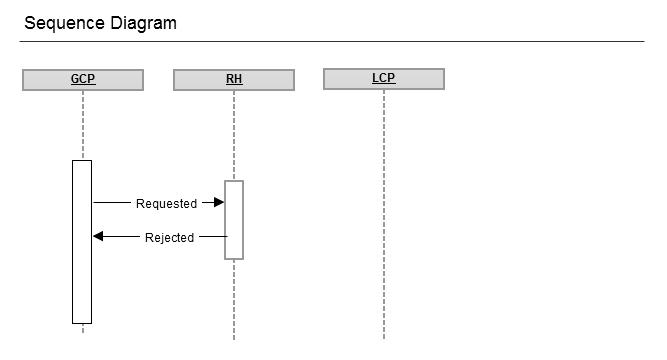 Sequence Diagram
GCP RH LCP
Requested
Rejected